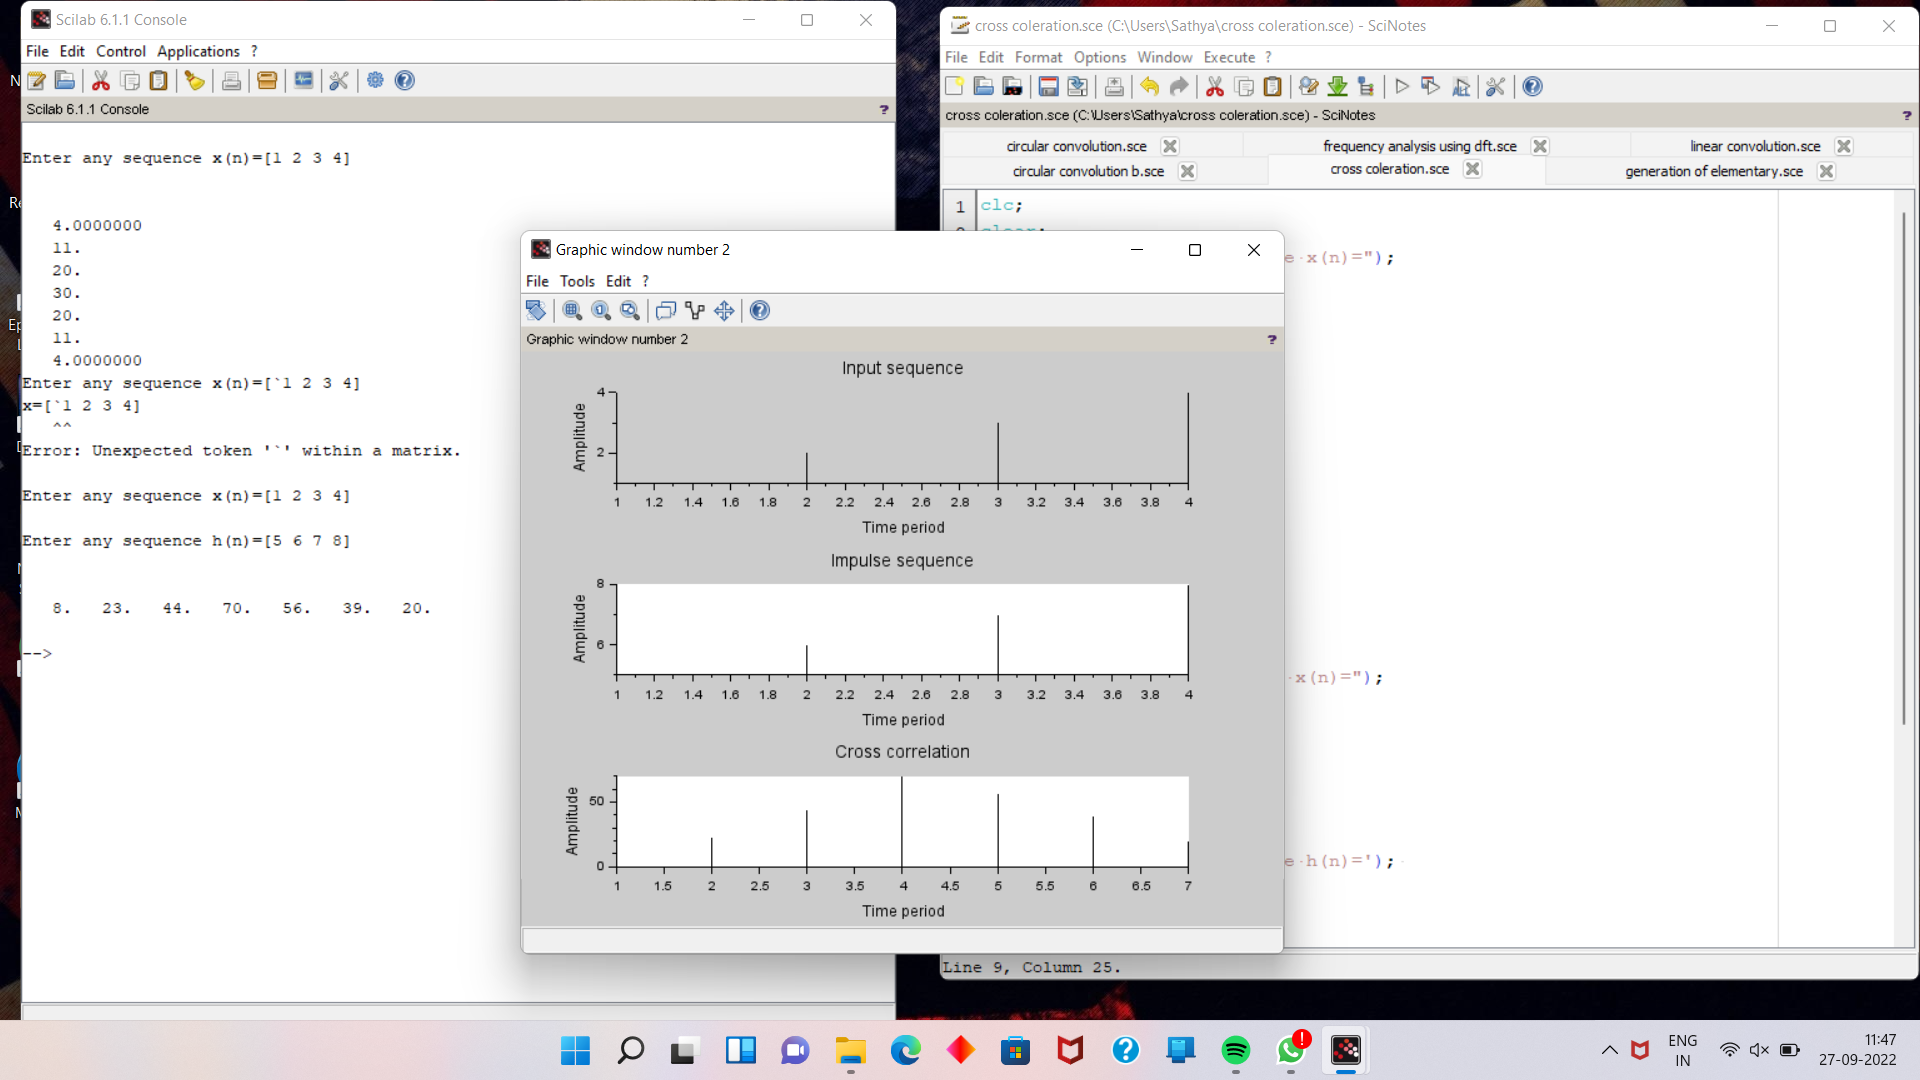 Scilab 6.1.1 Console
File Edit Control Applications ?
Scilab 6.1.1 Console ?
Enter any sequence x(n)=[1 2 3 4]
4.0000000
11.
20.
30.
20.
11.
4.0000000
Enter any sequence x(n)=[`1 2 3 4]
x=[`1 2 3 4]
^^
Error: Unexpected token '`' within a matrix.
Enter any sequence x(n)=[1 2 3 4]
Enter any sequence h(n)=[5 6 7 8]
8. 23. 44. 70. 56. 39. 20.
-->
cross coleration.sce (C:\Users\Sathya\cross coleration.sce) - SciNotes
File Edit Format Options Window Execute ?
cross coleration.sce (C:\Users\Sathya\cross coleration.sce) - SciNotes ?
circular convolution.sce frequency analysis using dft.sce linear convolution.sce
circular convolution b.sce cross coleration.sce generation of elementary.sce
1 clc;
e x(n)=");
x(n)=");
e h(n)=');
Line 9, Column 25.
Graphic window number 2
File Tools Edit ?
Graphic window number 2 ?
Input sequence
Amplitude
4
2
1 1.2 1.4 1.6 1.8 2 2.2 2.4 2.6 2.8 3 3.2 3.4 3.6 3.8 4
Time period
Impulse sequence
Amplitude
8
6
1 1.2 1.4 1.6 1.8 2 2.2 2.4 2.6 2.8 3 3.2 3.4 3.6 3.8 4
Time period
Cross correlation
Amplitude
50
0
1 1.5 2 2.5 3 3.5 4 4.5 5 5.5 6 6.5 7
Time period
ENG
IN
11:47
27-09-2022